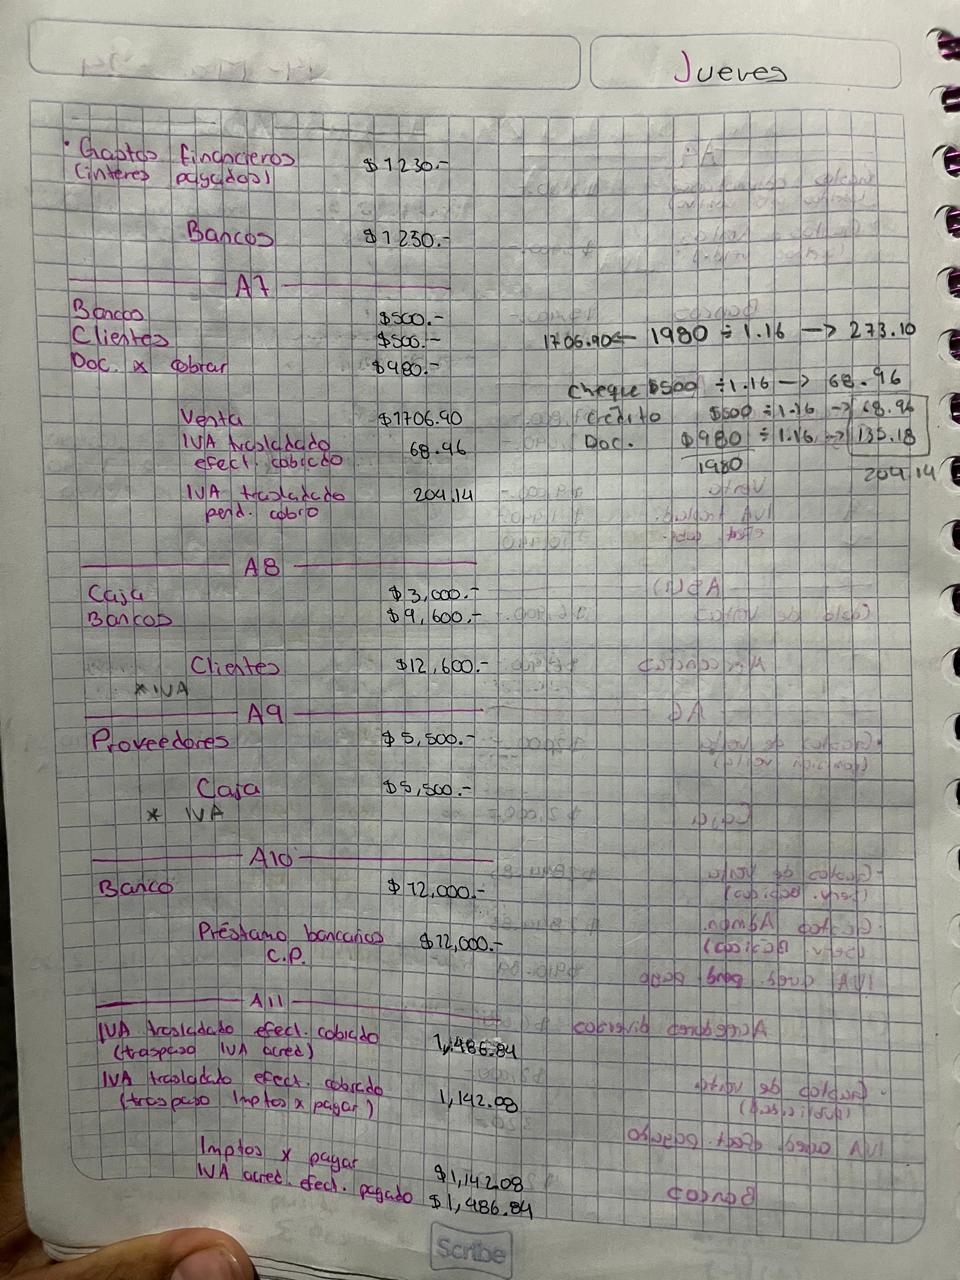 Jueves
· Gastos Financieros $1230.-
(interes pagados)
Bancos $1230.-
A7
Bancos $500.-
Clientes $500.-
Doc. x cobrar $980.-
1706.90 ← 1980 ÷ 1.16 → 273.10
cheque $500 ÷1.16 → 68.96
Venta $1706.90
credito $500 ÷1.16 → 68.96
IVA trasladado
efect. cobrado 68.96
Doc. $980 ÷ 1.16 → 135.18
1980 204.14
IVA trasladado 204.14
pend. cobro
A8
Caja $3,000.-
Bancos $9,600.-
Clientes $12,600.-
* IVA
A9
Proveedores $5,500.-
Caja $5,500.-
* IVA
A10
Banco $12,000.-
Préstamo bancarios $12,000.-
C.P.
A11
IVA trasladado efect. cobrado
(traspaso IVA acred) 1,486.84
IVA trasladado efect. cobrado
(traspaso Imptos x pagar) 1,142.08
Imptos x pagar $1,142.08
IVA acred. efect. pagado $1,486.84
Scribe